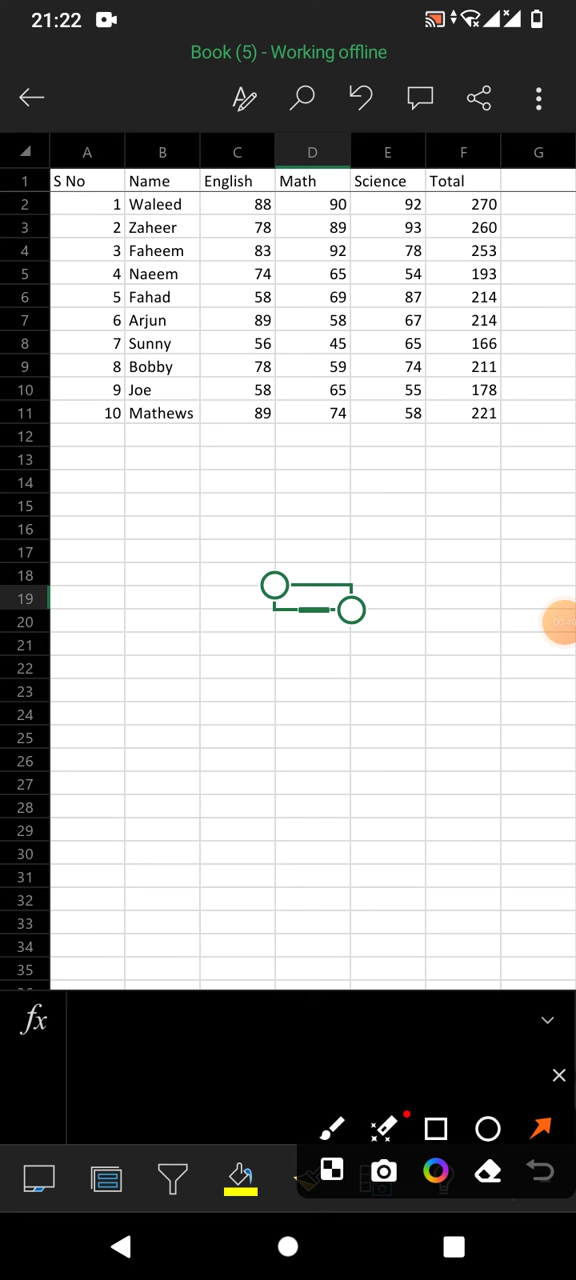 21:22
Book (5) - Working offline
A B C D E F G
1 S No Name English Math Science Total
2 1 Waleed 88 90 92 270
3 2 Zaheer 78 89 93 260
4 3 Faheem 83 92 78 253
5 4 Naeem 74 65 54 193
6 5 Fahad 58 69 87 214
7 6 Arjun 89 58 67 214
8 7 Sunny 56 45 65 166
9 8 Bobby 78 59 74 211
10 9 Joe 58 65 55 178
11 10 Mathews 89 74 58 221
12
13
14
15
16
17
18
19
20
21
22
23
24
25
26
27
28
29
30
31
32
33
34
35
fx